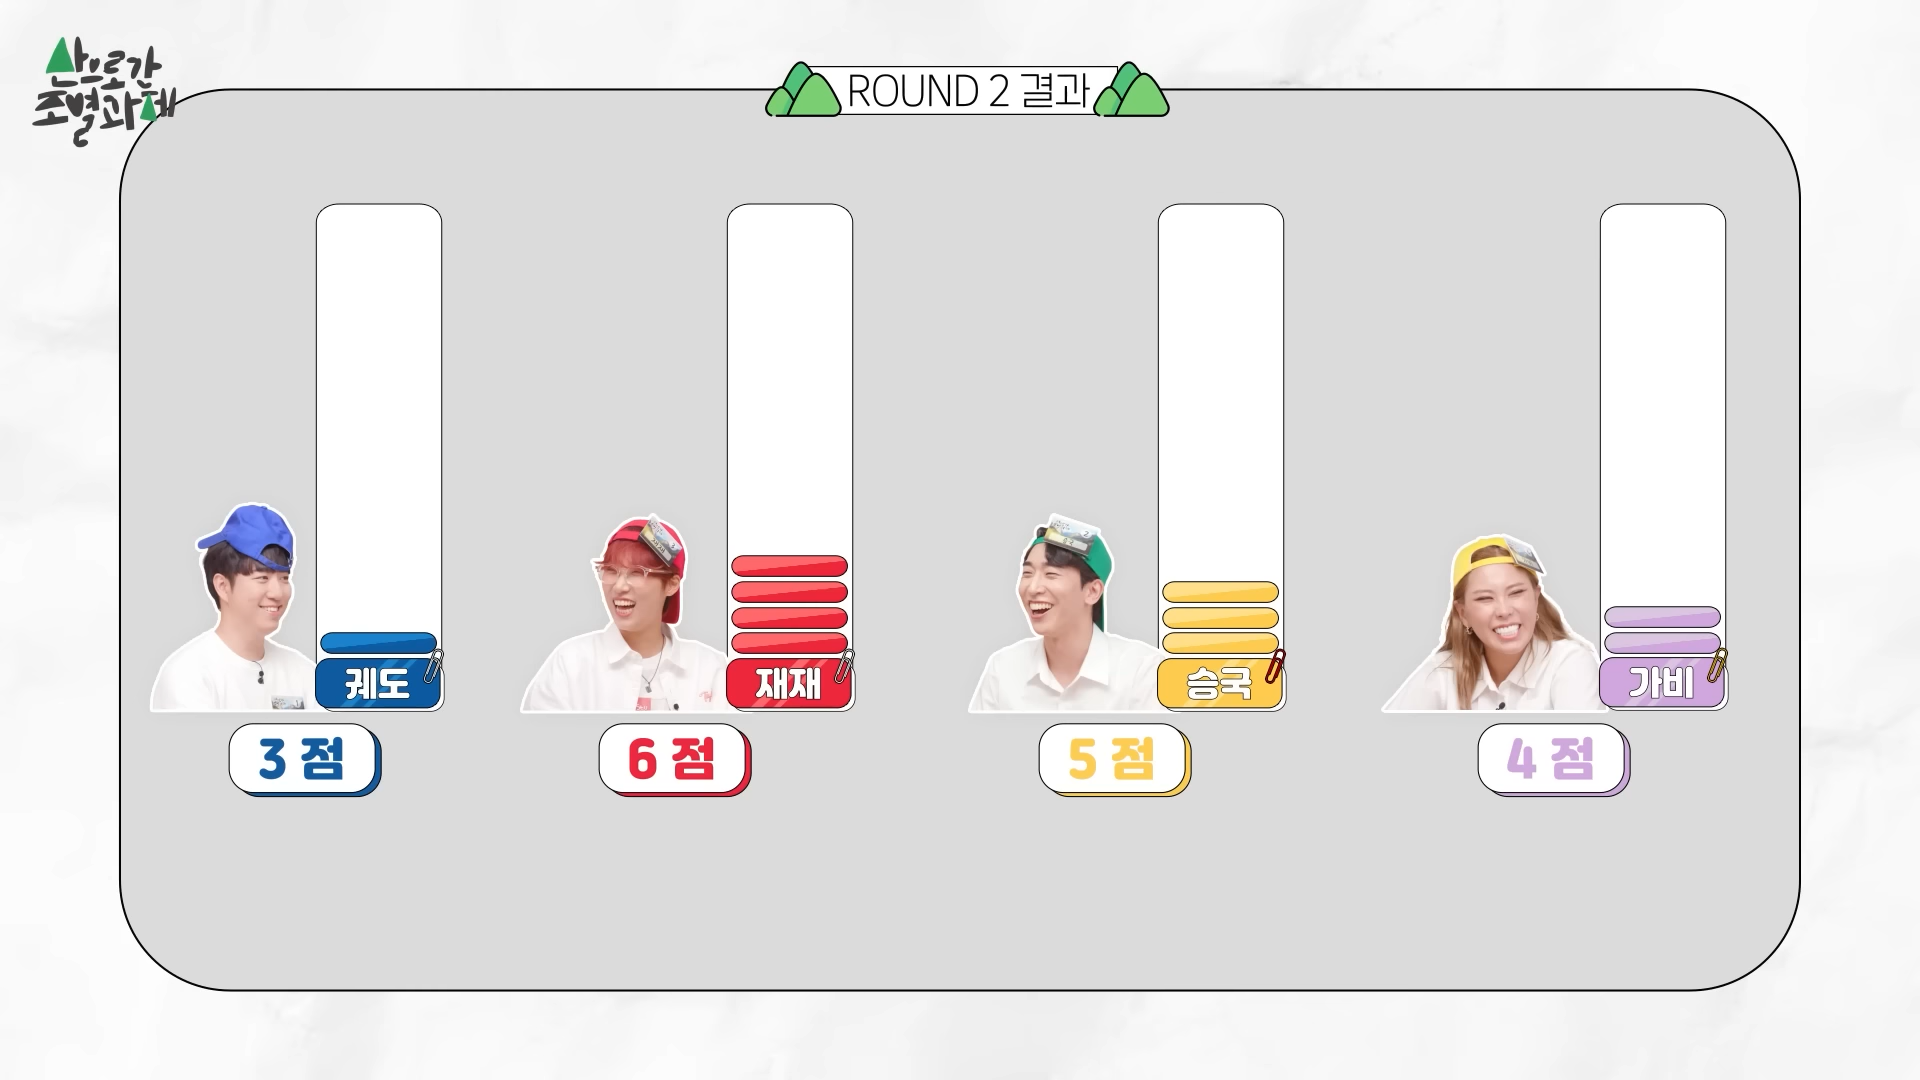 산으로간
조별과제
ROUND 2 결과
궤도
재재
승국
가비
3 점
6 점
5 점
4 점